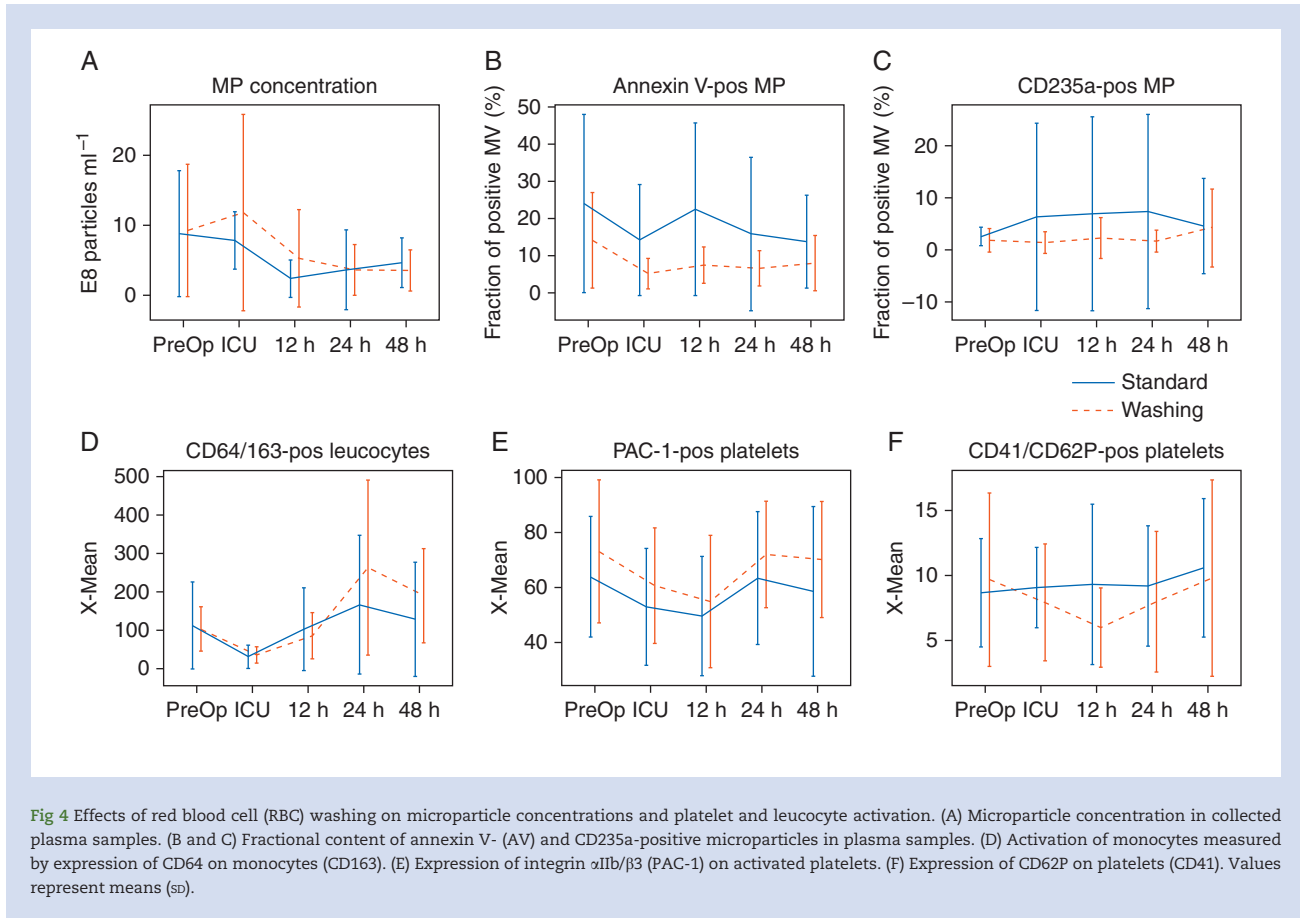 A
MP concentration
E8 particles ml⁻¹
20
10
0
PreOp ICU 12 h 24 h 48 h
B
Annexin V-pos MP
Fraction of positive MV (%)
50
40
30
20
10
0
PreOp ICU 12 h 24 h 48 h
C
CD235a-pos MP
Fraction of positive MV (%)
20
10
0
−10
PreOp ICU 12 h 24 h 48 h
Standard
Washing
D
CD64/163-pos leucocytes
X-Mean
500
400
300
200
100
0
PreOp ICU 12 h 24 h 48 h
E
PAC-1-pos platelets
X-Mean
100
80
60
40
PreOp ICU 12 h 24 h 48 h
F
CD41/CD62P-pos platelets
X-Mean
15
10
5
PreOp ICU 12 h 24 h 48 h
Fig 4 Effects of red blood cell (RBC) washing on microparticle concentrations and platelet and leucocyte activation. (A) Microparticle concentration in collected
plasma samples. (B and C) Fractional content of annexin V- (AV) and CD235a-positive microparticles in plasma samples. (D) Activation of monocytes measured
by expression of CD64 on monocytes (CD163). (E) Expression of integrin αIIb/β3 (PAC-1) on activated platelets. (F) Expression of CD62P on platelets (CD41). Values
represent means (SD).